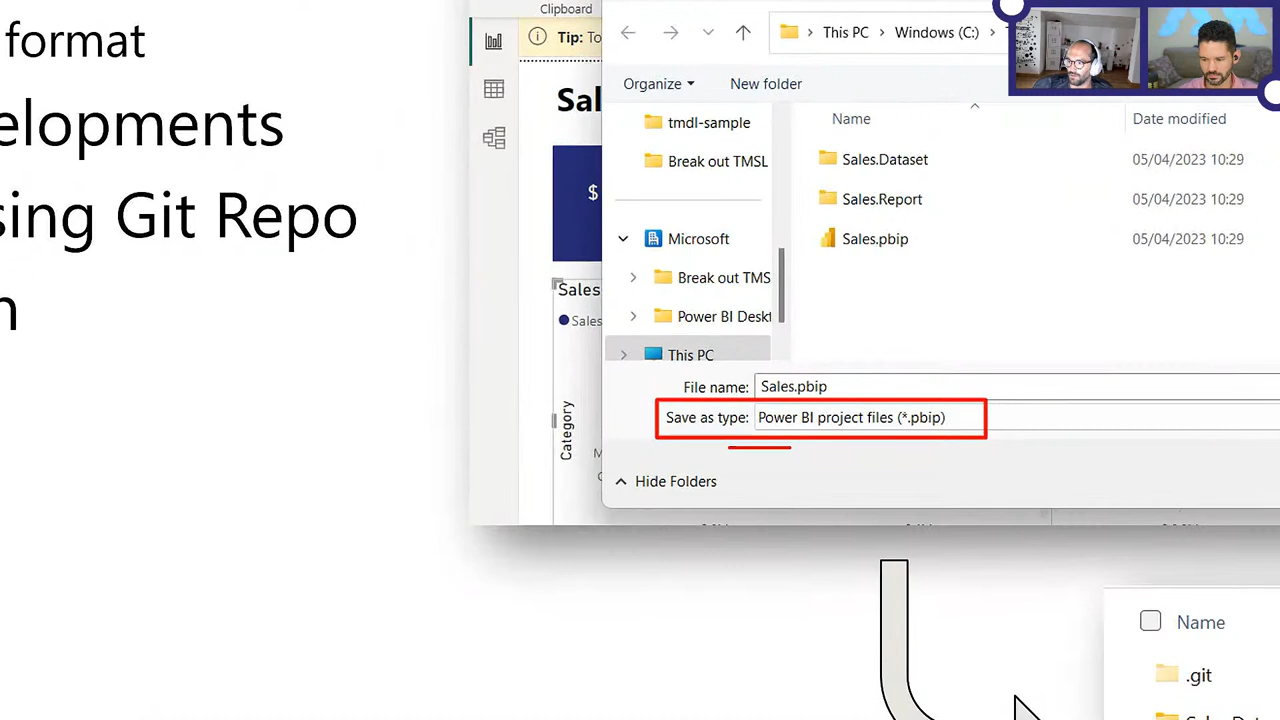 format
elopments
sing Git Repo
n
Clipboard
Tip: To
Sal
$
Sales
Sales
Category
This PC
Windows (C:)
Organize
New folder
tmdl-sample
Break out TMSL
Microsoft
Break out TMS
Power BI Deskt
This PC
Name
Date modified
Sales.Dataset
05/04/2023 10:29
Sales.Report
05/04/2023 10:29
Sales.pbip
05/04/2023 10:29
File name:
Sales.pbip
Save as type:
Power BI project files (*.pbip)
Hide Folders
Name
.git